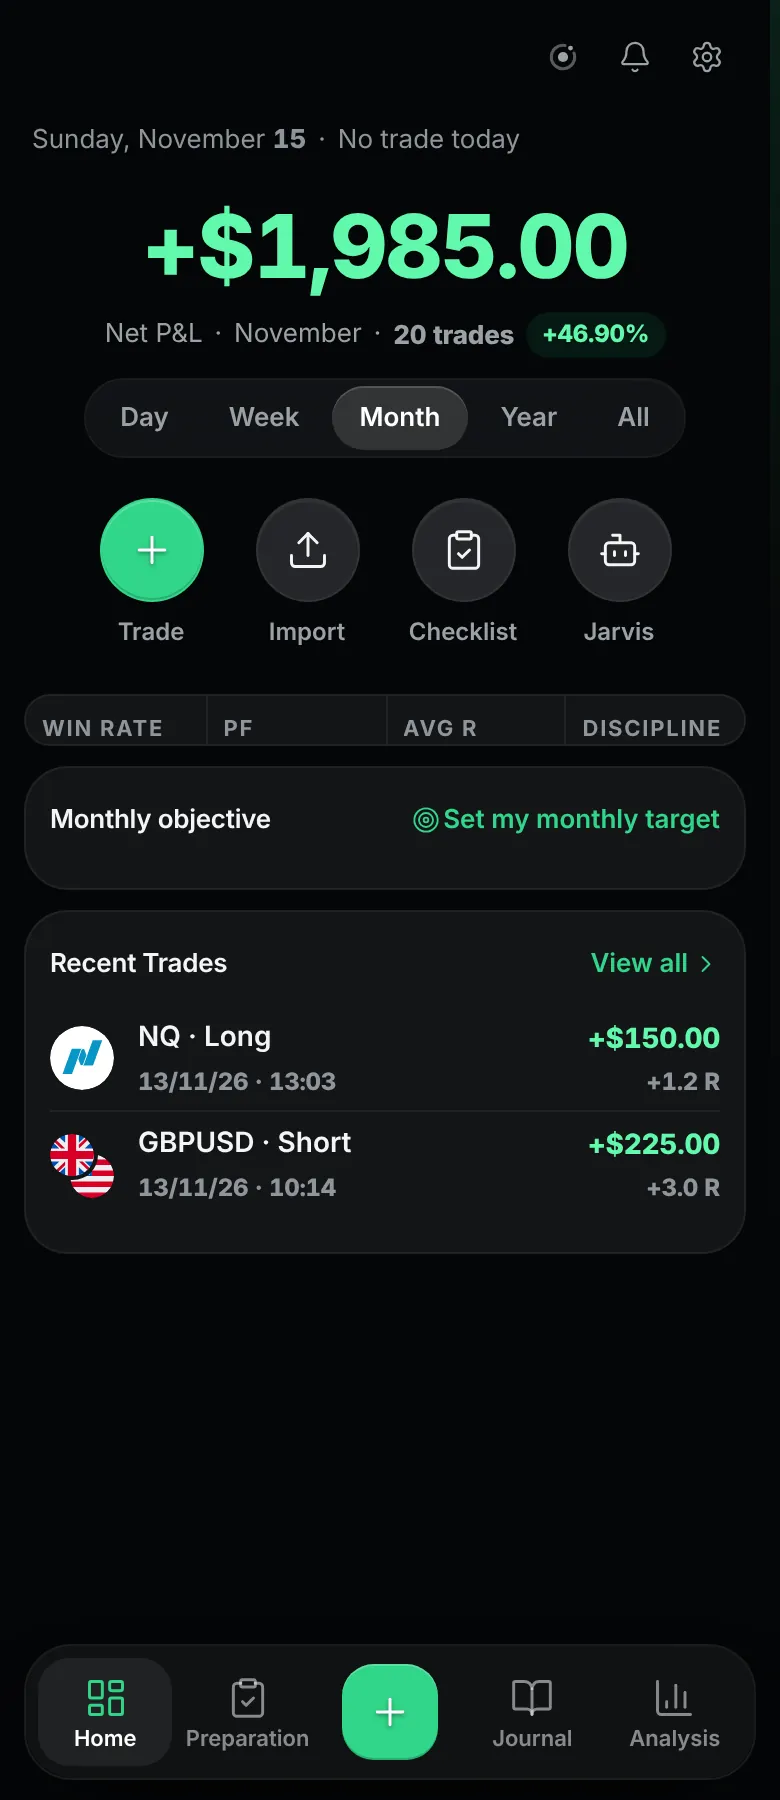 Sunday, November 15 · No trade today
+$1,985.00
Net P&L · November · 20 trades +46.90%
Day Week Month Year All
Trade Import Checklist Jarvis
WIN RATE PF AVG R DISCIPLINE
Monthly objective Set my monthly target
Recent Trades View all
NQ · Long +$150.00
13/11/26 · 13:03 +1.2 R
GBPUSD · Short +$225.00
13/11/26 · 10:14 +3.0 R
Home Preparation Journal Analysis